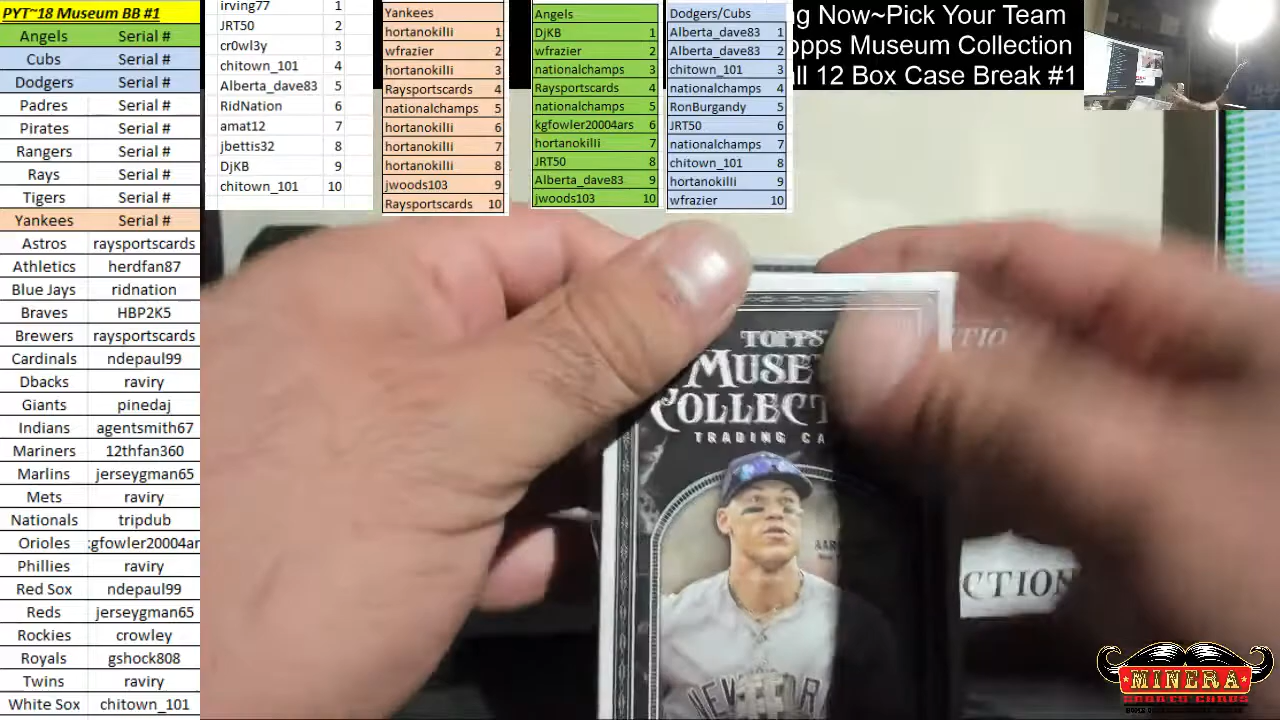 PYT~18 Museum BB #1
Angels Serial #
Cubs Serial #
Dodgers Serial #
Padres Serial #
Pirates Serial #
Rangers Serial #
Rays Serial #
Tigers Serial #
Yankees Serial #
Astros raysportscards
Athletics herdfan87
Blue Jays ridnation
Braves HBP2K5
Brewers raysportscards
Cardinals ndepaul99
Dbacks raviry
Giants pinedaj
Indians agentsmith67
Mariners 12thfan360
Marlins jerseygman65
Mets raviry
Nationals tripdub
Orioles :gfowler20004ar
Phillies raviry
Red Sox ndepaul99
Reds jerseygman65
Rockies crowley
Royals gshock808
Twins raviry
White Sox chitown_101
irving77 1
JRT50 2
cr0wl3y 3
chitown_101 4
Alberta_dave83 5
RidNation 6
amat12 7
jbettis32 8
DjKB 9
chitown_101 10
Yankees
hortanokilli 1
wfrazier 2
hortanokilli 3
Raysportscards 4
nationalchamps 5
hortanokilli 6
hortanokilli 7
hortanokilli 8
jwoods103 9
Raysportscards 10
Angels
DjKB 1
wfrazier 2
nationalchamps 3
Raysportscards 4
nationalchamps 5
kgfowler20004ars 6
hortanokilli 7
JRT50 8
Alberta_dave83 9
jwoods103 10
Dodgers/Cubs
Alberta_dave83 1
Alberta_dave83 2
chitown_101 3
nationalchamps 4
RonBurgandy 5
JRT50 6
nationalchamps 7
chitown_101 8
hortanokilli 9
wfrazier 10
ng Now~Pick Your Team
opps Museum Collection
all 12 Box Case Break #1
TOPPS
MUSE
COLLECT
TRADING CA
NEW YOR
CTION
MINERA
SPORTS CARDS